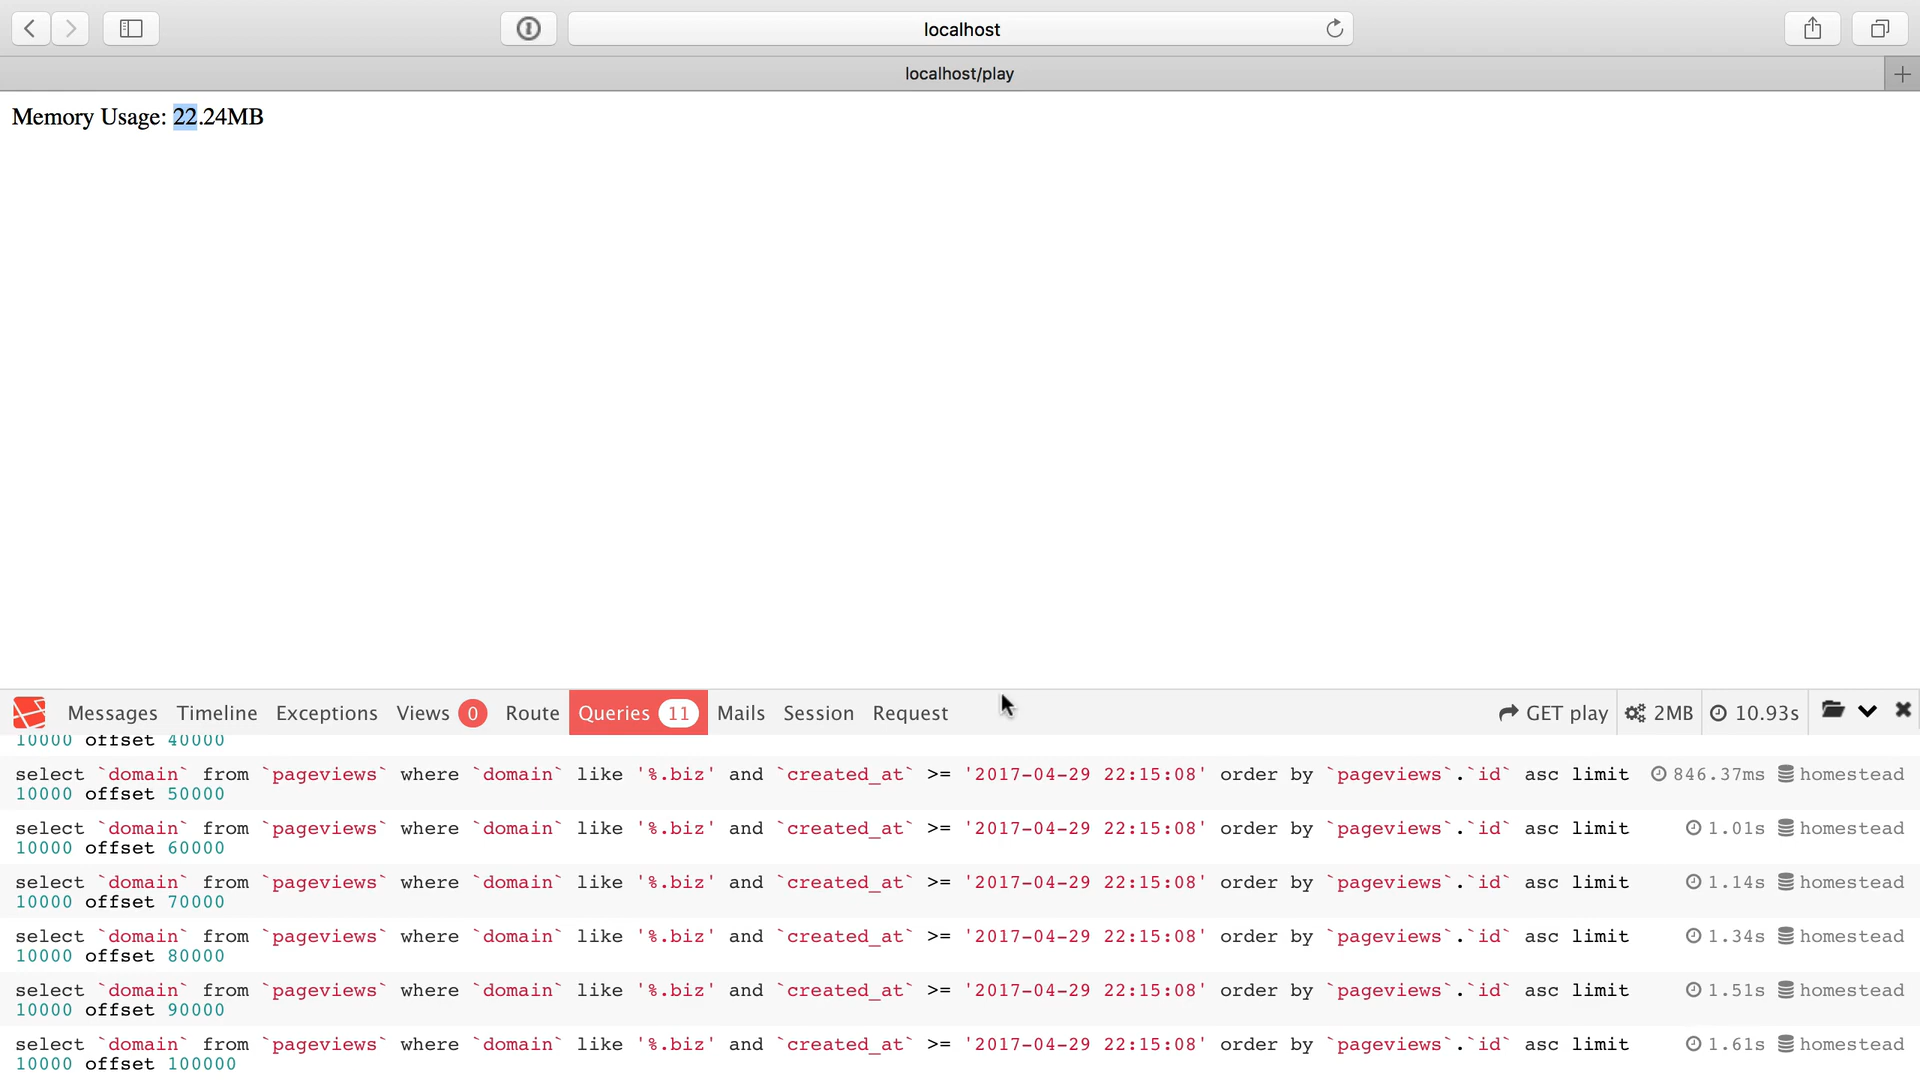 localhost
localhost/play
Memory Usage: 22.24MB
Messages Timeline Exceptions Views 0 Route Queries 11 Mails Session Request GET play 2MB 10.93s
10000 offset 40000
select `domain` from `pageviews` where `domain` like '%.biz' and `created_at` >= '2017-04-29 22:15:08' order by `pageviews`.`id` asc limit 846.37ms homestead
10000 offset 50000
select `domain` from `pageviews` where `domain` like '%.biz' and `created_at` >= '2017-04-29 22:15:08' order by `pageviews`.`id` asc limit 1.01s homestead
10000 offset 60000
select `domain` from `pageviews` where `domain` like '%.biz' and `created_at` >= '2017-04-29 22:15:08' order by `pageviews`.`id` asc limit 1.14s homestead
10000 offset 70000
select `domain` from `pageviews` where `domain` like '%.biz' and `created_at` >= '2017-04-29 22:15:08' order by `pageviews`.`id` asc limit 1.34s homestead
10000 offset 80000
select `domain` from `pageviews` where `domain` like '%.biz' and `created_at` >= '2017-04-29 22:15:08' order by `pageviews`.`id` asc limit 1.51s homestead
10000 offset 90000
select `domain` from `pageviews` where `domain` like '%.biz' and `created_at` >= '2017-04-29 22:15:08' order by `pageviews`.`id` asc limit 1.61s homestead
10000 offset 100000